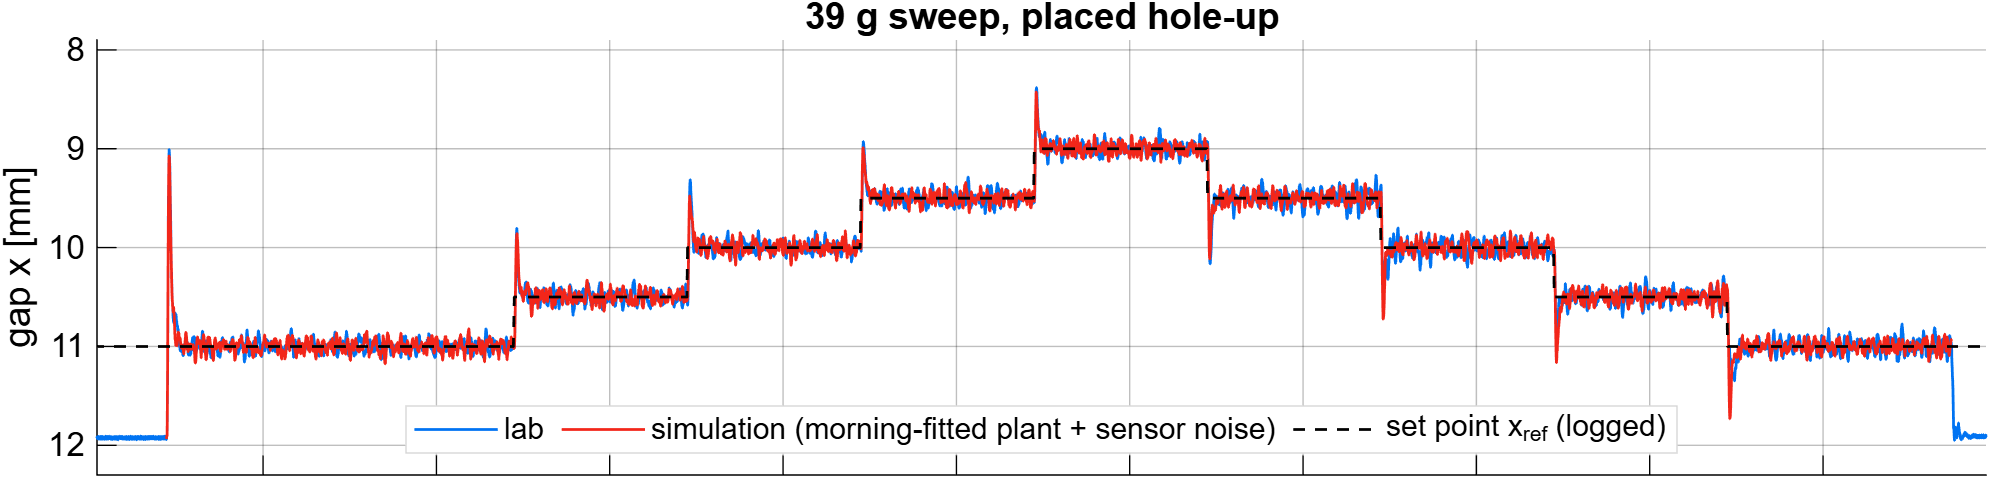 39 g sweep, placed hole-up
8
9
10
11
12
gap x [mm]
lab
simulation (morning-fitted plant + sensor noise)
set point xref (logged)